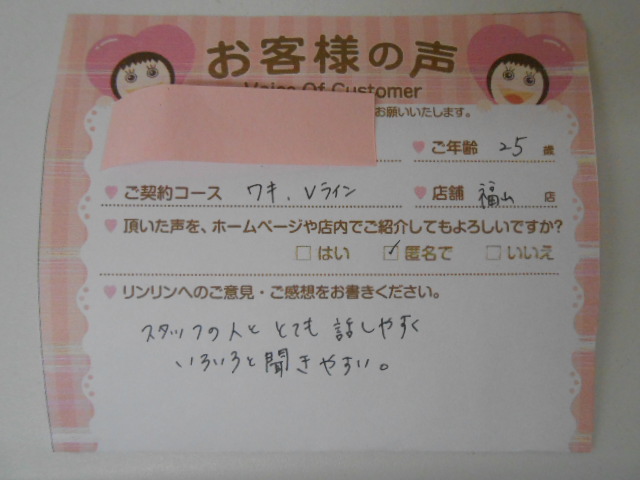 お客様の声
Voice Of Customer
お願いいたします。
ご年齢 25 歳
ご契約コース ワキ、Vライン 店舗 福山 店
頂いた声を、ホームページや店内でご紹介してもよろしいですか?
□はい ☑匿名で □いいえ
リンリンへのご意見・ご感想をお書きください。
スタッフの人と とても 話しやすく
いろいろと聞きやすい。